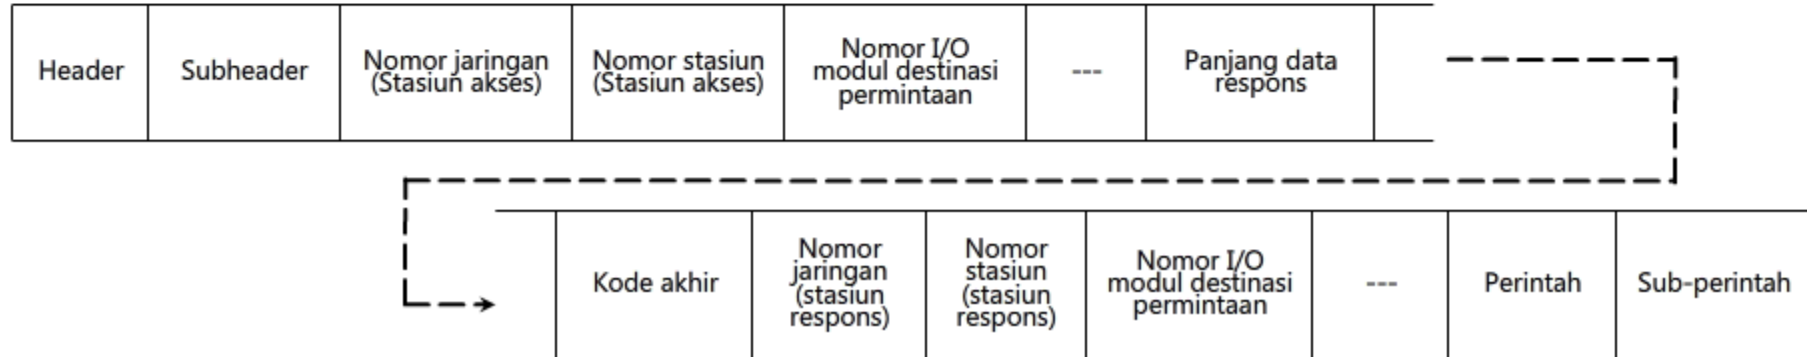 Header
Subheader
Nomor jaringan
(Stasiun akses)
Nomor stasiun
(Stasiun akses)
Nomor I/O
modul destinasi
permintaan
---
Panjang data
respons
Kode akhir
Nomor
jaringan
(stasiun
respons)
Nomor
stasiun
(stasiun
respons)
Nomor I/O
modul destinasi
permintaan
---
Perintah
Sub-perintah